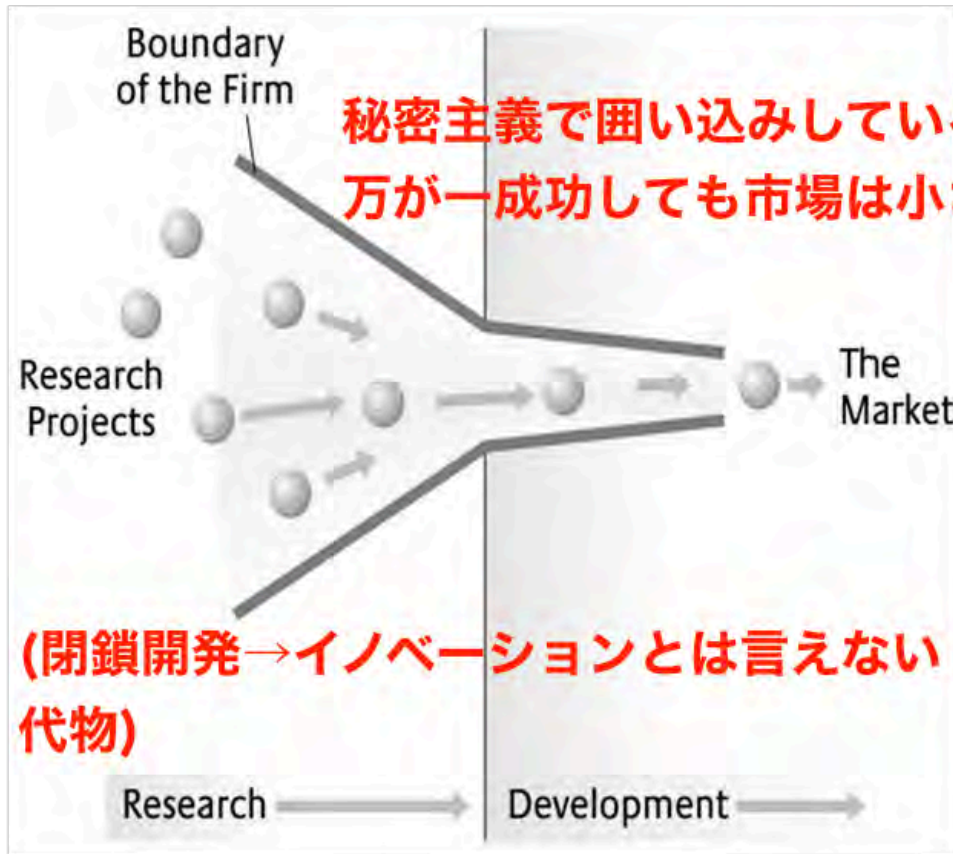 Boundary
of the Firm
秘密主義で囲い込みしてい
万が一成功しても市場は小
Research
Projects
The
Market
(閉鎖開発→イノベーションとは言えない
代物)
Research
Development